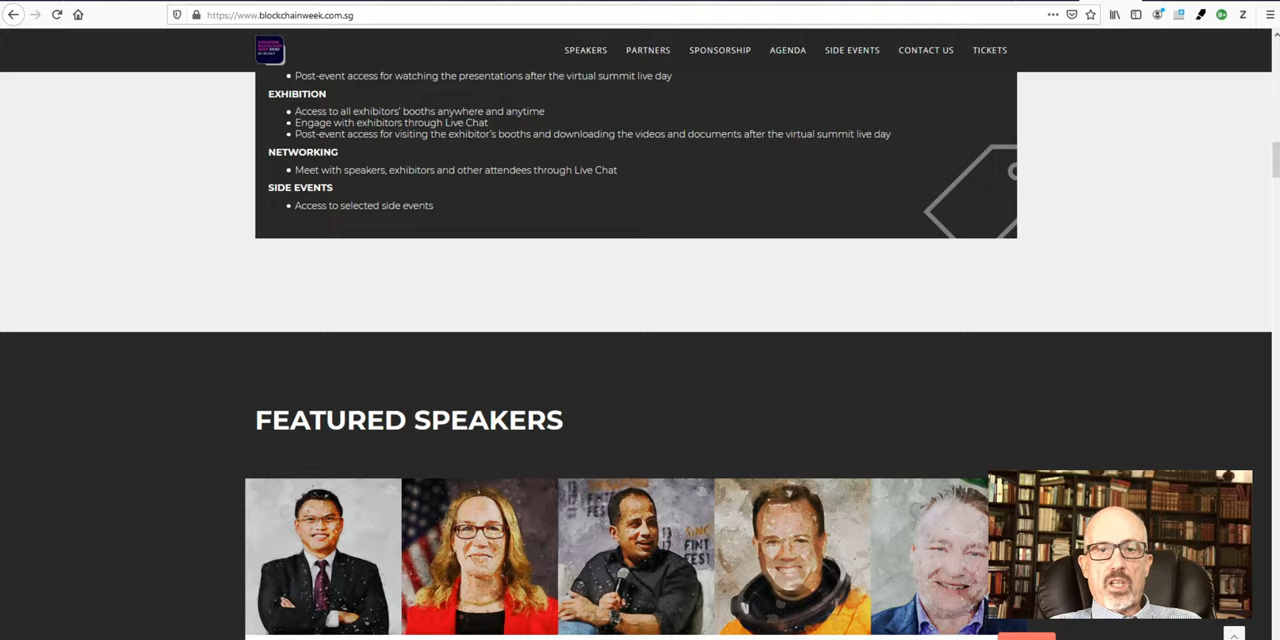 https://www.blockchainweek.com.sg
SPEAKERS PARTNERS SPONSORSHIP AGENDA SIDE EVENTS CONTACT US TICKETS
Post-event access for watching the presentations after the virtual summit live day
EXHIBITION
Access to all exhibitors' booths anywhere and anytime
Engage with exhibitors through Live Chat
Post-event access for visiting the exhibitor's booths and downloading the videos and documents after the virtual summit live day
NETWORKING
Meet with speakers, exhibitors and other attendees through Live Chat
SIDE EVENTS
Access to selected side events
FEATURED SPEAKERS